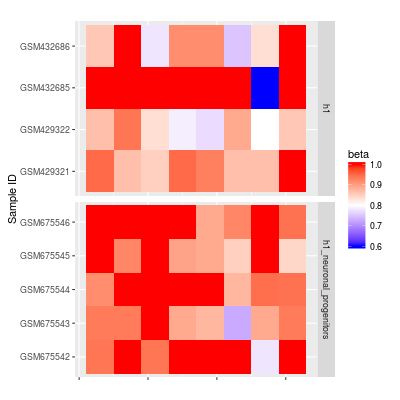 GSM432686
GSM432685
GSM429322
GSM429321
h1
GSM675546
GSM675545
GSM675544
GSM675543
GSM675542
h1_neuronal_progenitors
Sample ID
beta
1.0
0.9
0.8
0.7
0.6